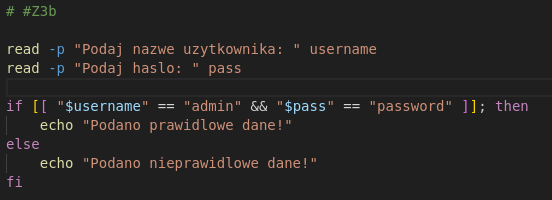 # #Z3b
read -p "Podaj nazwe uzytkownika: " username
read -p "Podaj haslo: " pass
if [[ "$username" == "admin" && "$pass" == "password" ]]; then
    echo "Podano prawidlowe dane!"
else
    echo "Podano nieprawidlowe dane!"
fi